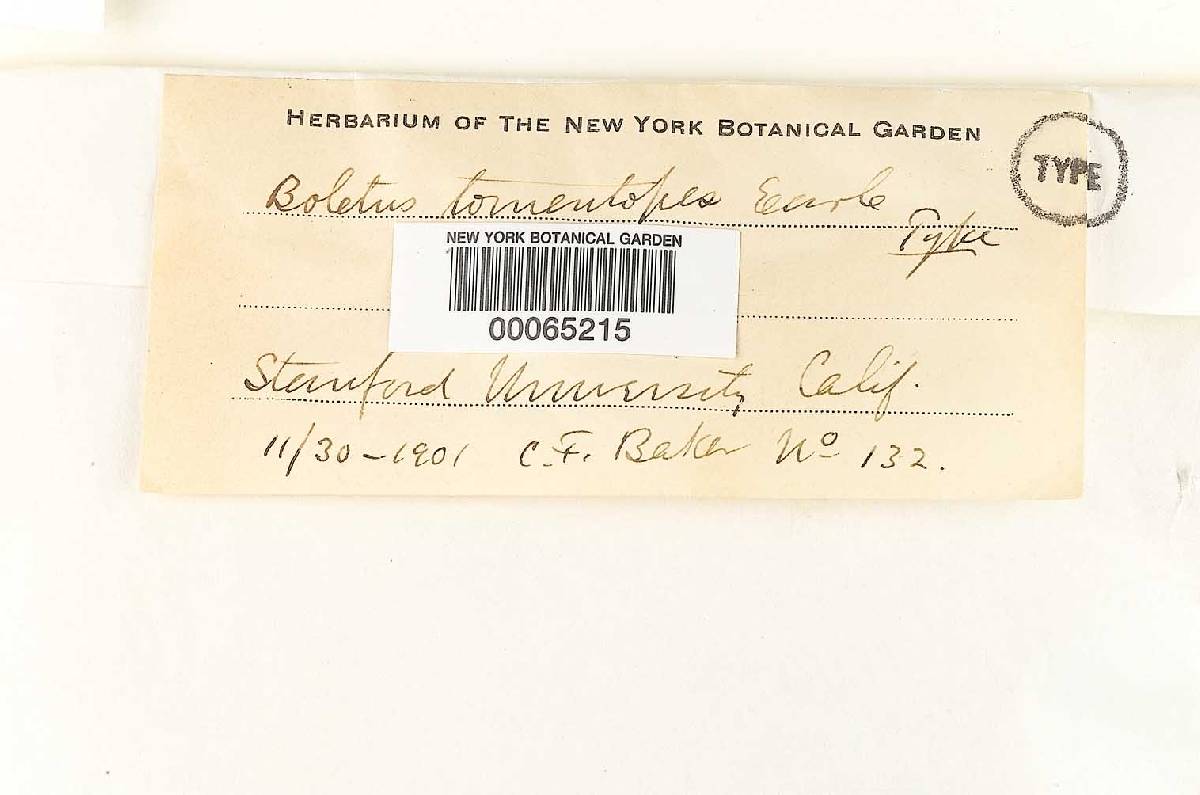 HERBARIUM OF THE NEW YORK BOTANICAL GARDEN
TYPE
Boletus tomentipes Earle
Type
NEW YORK BOTANICAL GARDEN
00065215
Stanford University Calif.
11/30-1901 C.F. Baker No 132.